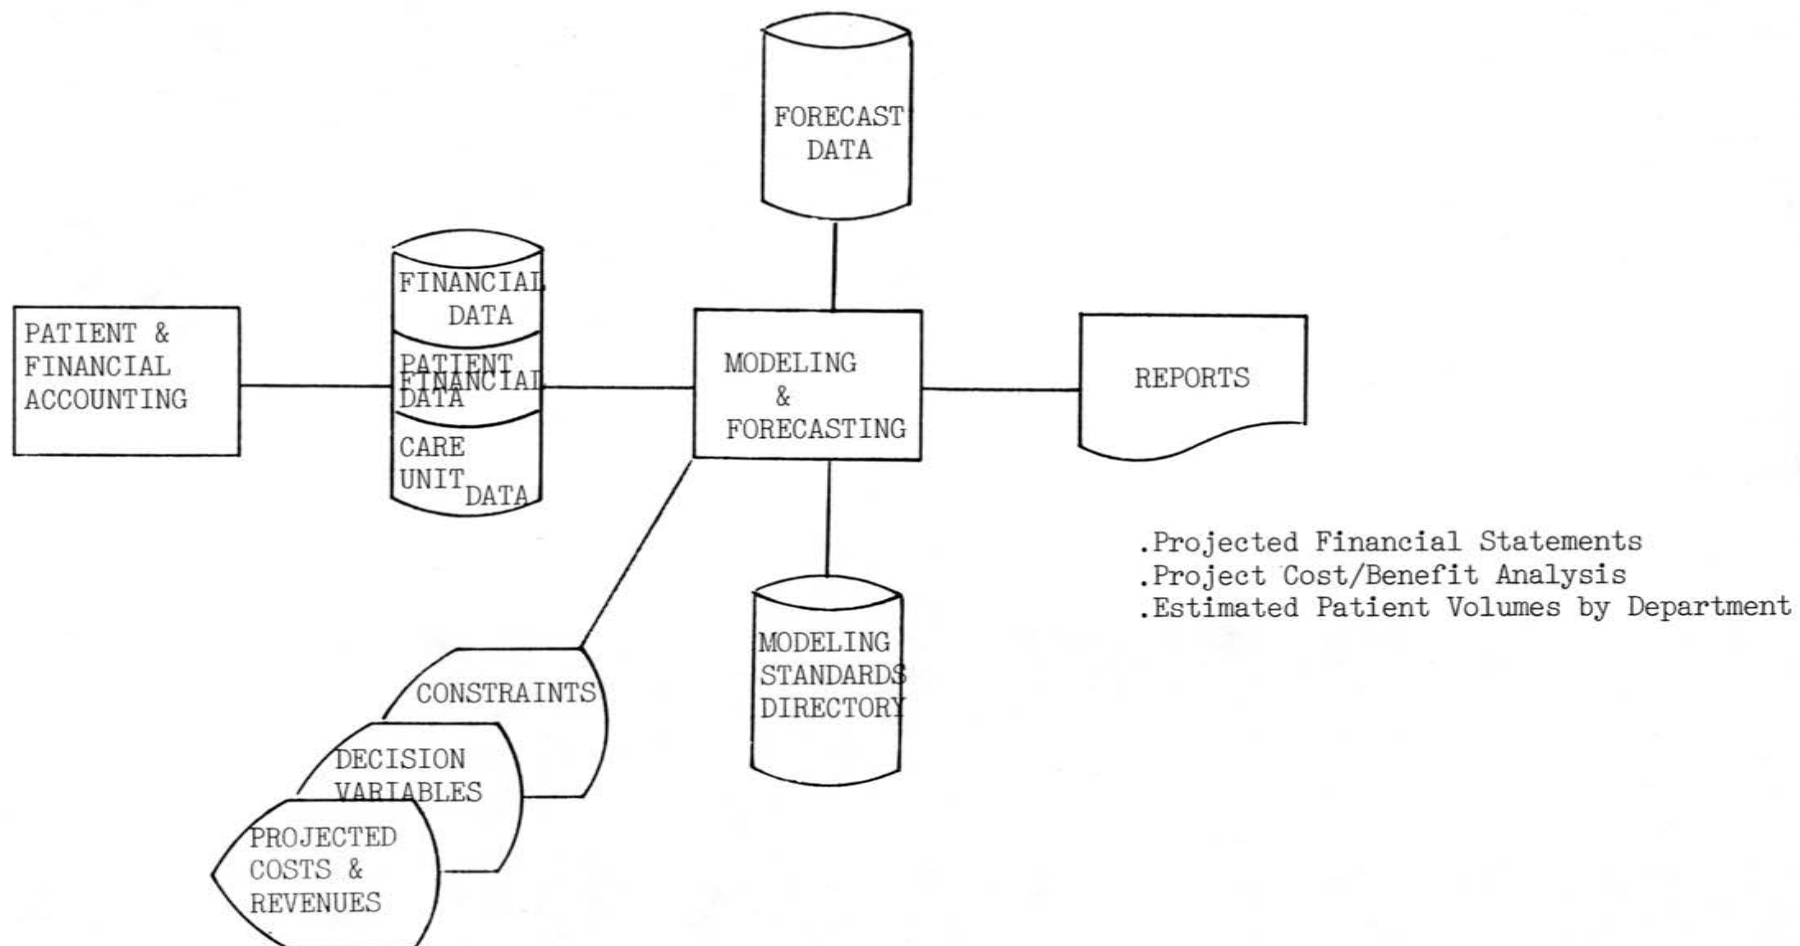 FORECAST
DATA
FINANCIAL
DATA
PATIENT
FINANCIAL
DATA
CARE
UNIT
DATA
PATIENT &
FINANCIAL
ACCOUNTING
MODELING
&
FORECASTING
REPORTS
.Projected Financial Statements
.Project Cost/Benefit Analysis
.Estimated Patient Volumes by Department
MODELING
STANDARDS
DIRECTORY
CONSTRAINTS
DECISION
VARIABLES
PROJECTED
COSTS &
REVENUES